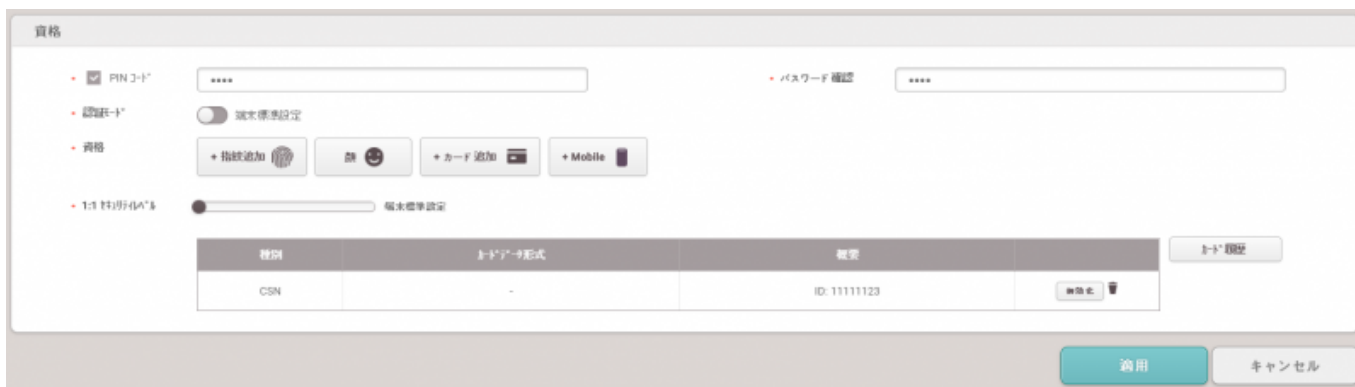 資格
• PIN コード ••••
• パスワード 確認 ••••
• 認証モード 端末標準設定
• 資格 + 指紋追加 顔 + カード 追加 + Mobile
• 1:1 セキュリティレベル 端末標準設定
種別 カードデータ形式 概要 カード履歴
CSN - ID: 11111123 無効化
適用 キャンセル